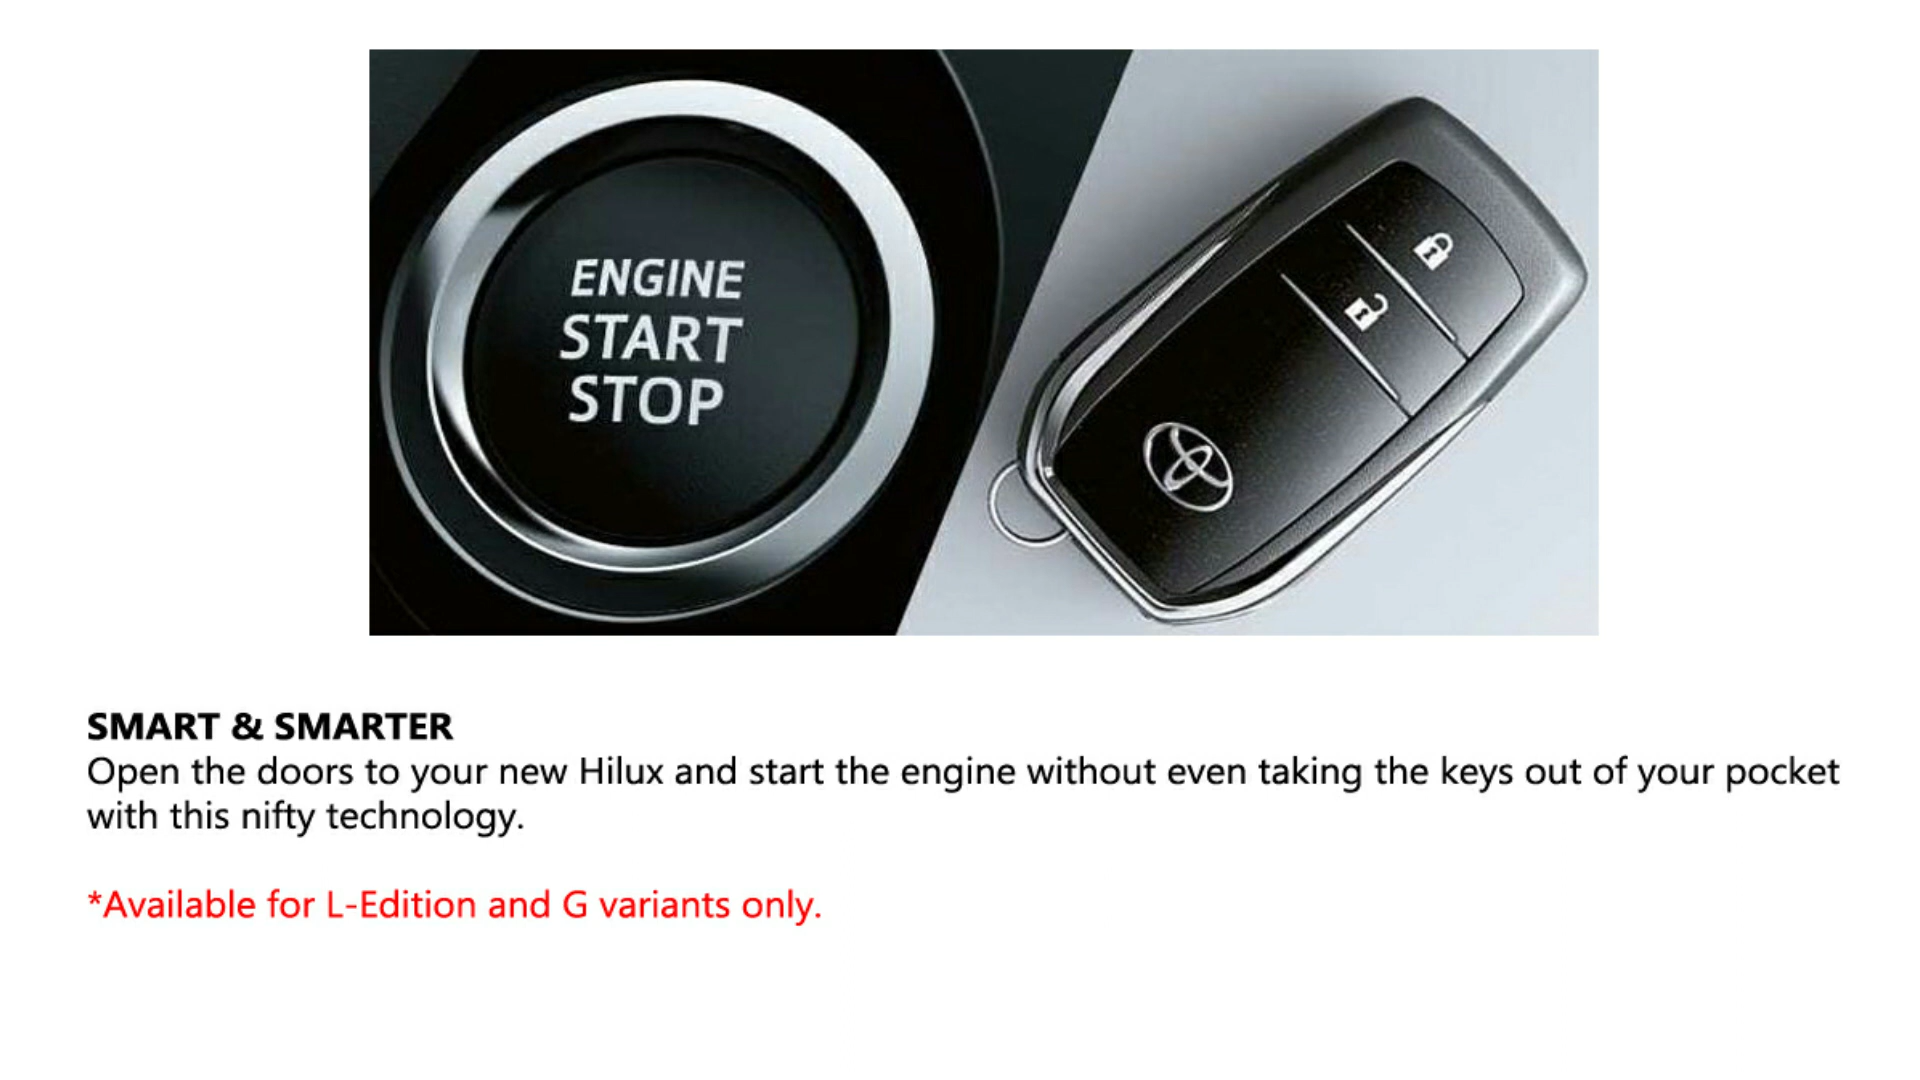 ENGINE
START
STOP
SMART & SMARTER
Open the doors to your new Hilux and start the engine without even taking the keys out of your pocket
with this nifty technology.
*Available for L-Edition and G variants only.